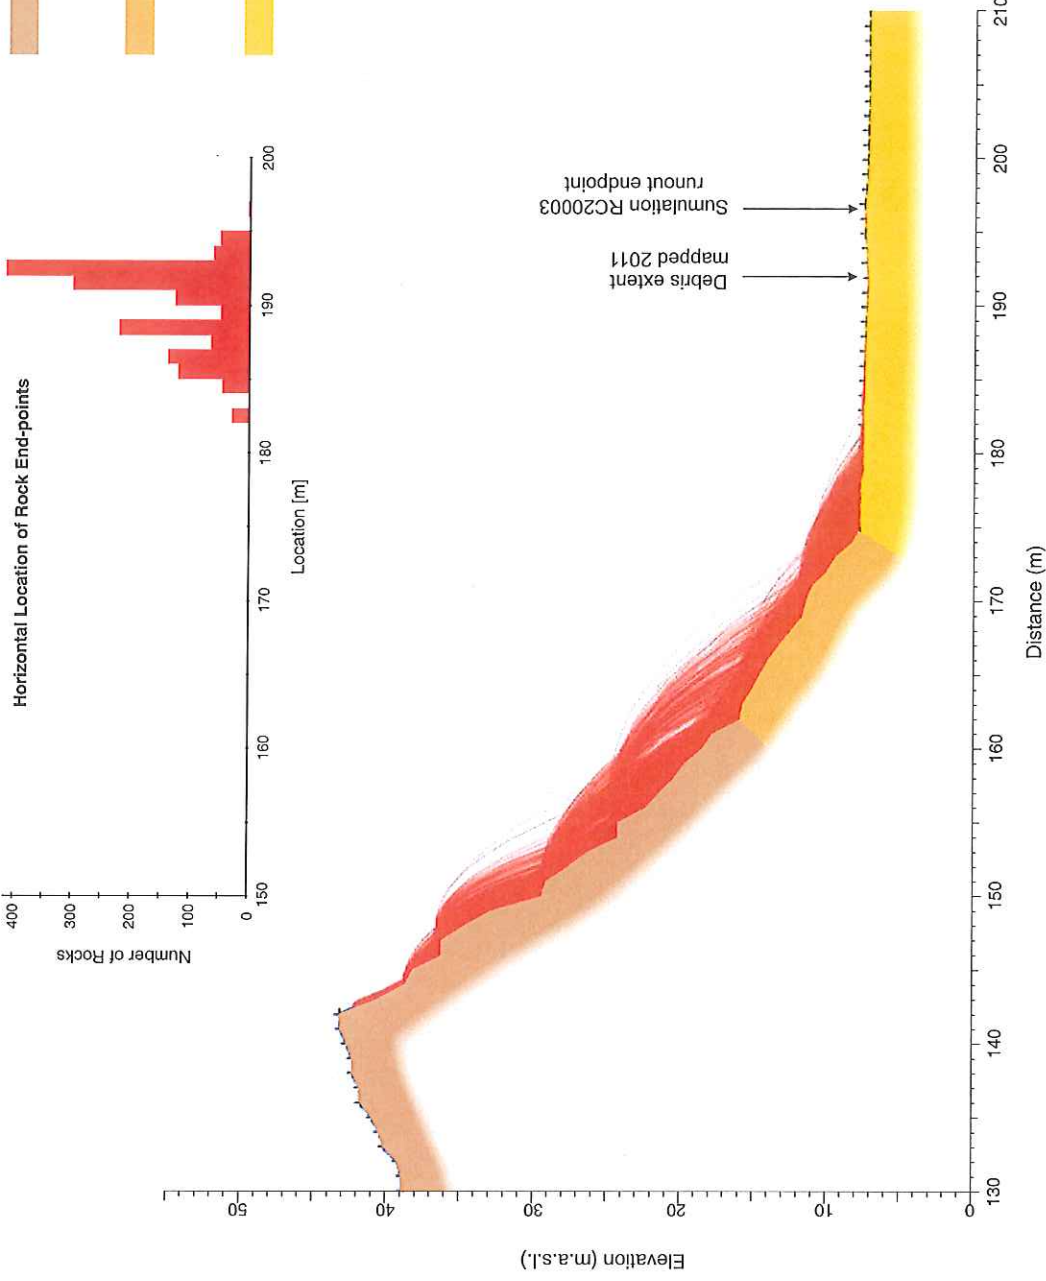 Horizontal Location of Rock End-points
Number of Rocks
400
300
200
100
0
150
160
170
180
190
200
Location [m]
Sumulation RC20003
runout endpoint
Debris extent
mapped 2011
Elevation (m.a.s.l.)
50
40
30
20
10
0
130
140
150
160
170
180
190
200
210
Distance (m)